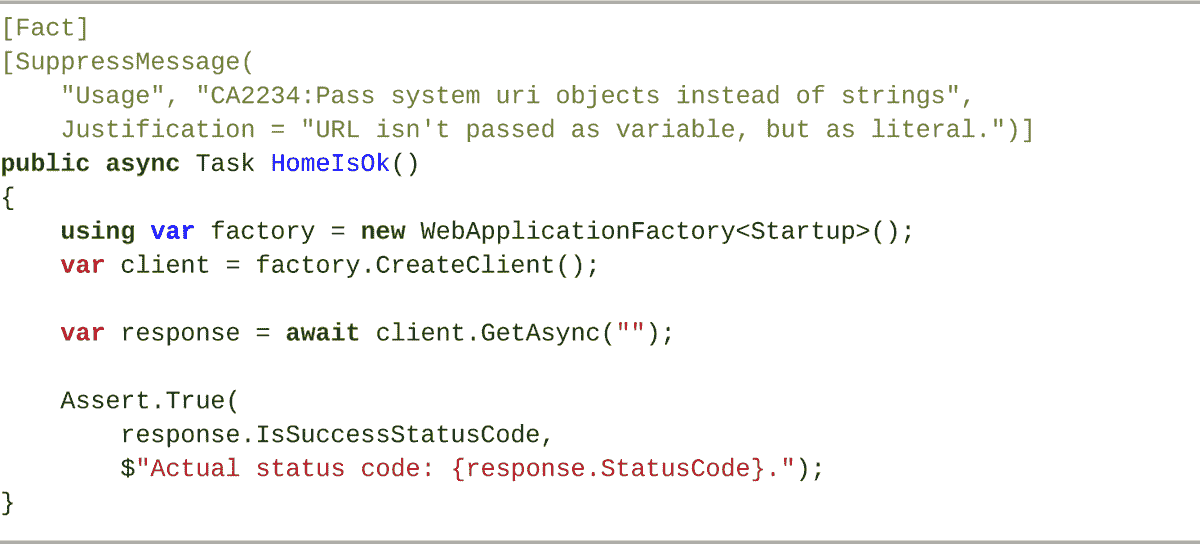 [Fact]
[SuppressMessage(
    "Usage", "CA2234:Pass system uri objects instead of strings",
    Justification = "URL isn't passed as variable, but as literal.")]
public async Task HomeIsOk()
{
    using var factory = new WebApplicationFactory<Startup>();
    var client = factory.CreateClient();

    var response = await client.GetAsync("");

    Assert.True(
        response.IsSuccessStatusCode,
        $"Actual status code: {response.StatusCode}.");
}